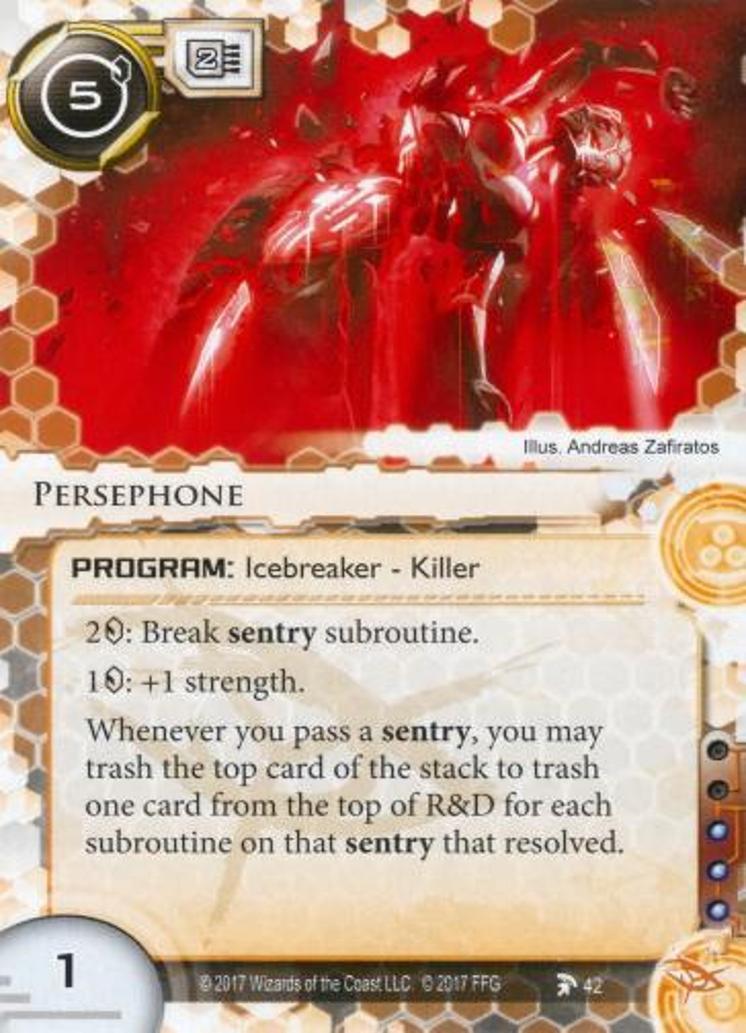 5
2
Illus. Andreas Zafiratos
PERSEPHONE
PROGRAM: Icebreaker - Killer
2: Break sentry subroutine.
1: +1 strength.
Whenever you pass a sentry, you may
trash the top card of the stack to trash
one card from the top of R&D for each
subroutine on that sentry that resolved.
1
© 2017 Wizards of the Coast LLC. © 2017 FFG 42